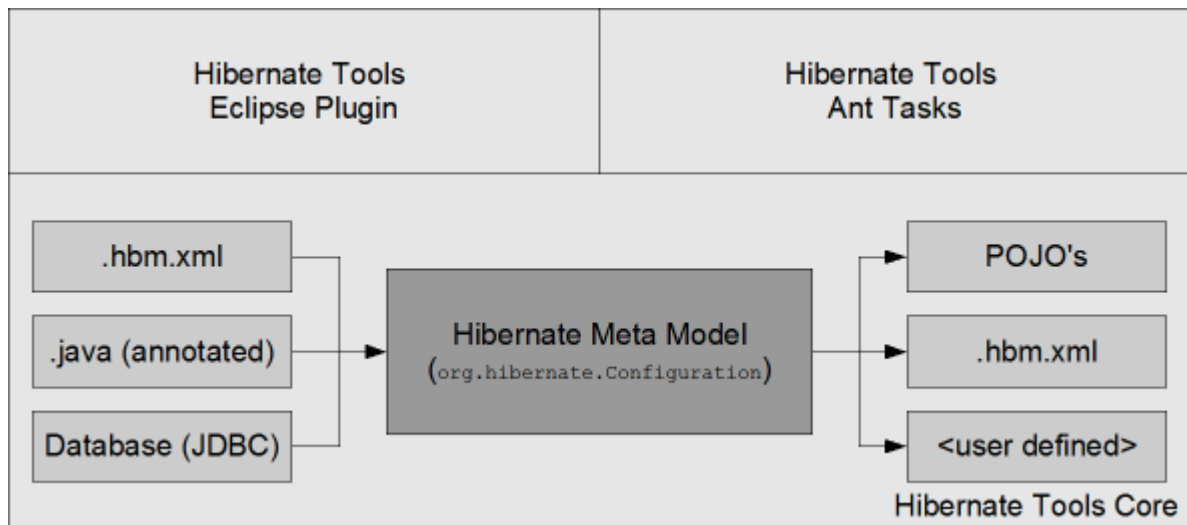 Hibernate Tools
Eclipse Plugin
Hibernate Tools
Ant Tasks
.hbm.xml
.java (annotated)
Database (JDBC)
Hibernate Meta Model
(org.hibernate.Configuration)
POJO's
.hbm.xml
<user defined>
Hibernate Tools Core